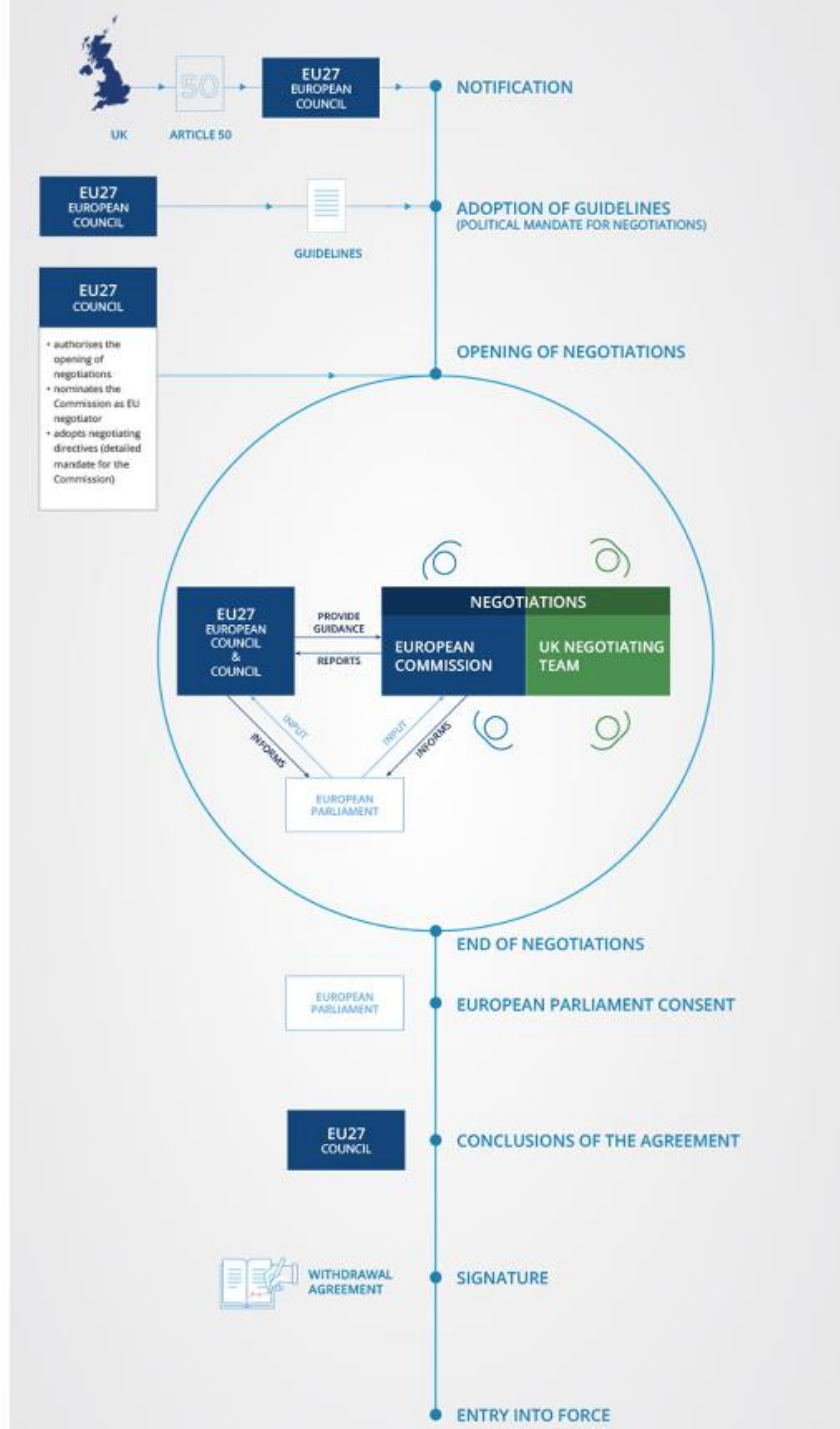 50
EU27
EUROPEAN
COUNCIL
NOTIFICATION
UK
ARTICLE 50
EU27
EUROPEAN
COUNCIL
GUIDELINES
ADOPTION OF GUIDELINES
(POLITICAL MANDATE FOR NEGOTIATIONS)
EU27
COUNCIL
• authorises the
opening of
negotiations
• nominates the
Commission as EU
negotiator
• adopts negotiating
directives (detailed
mandate for the
Commission)
OPENING OF NEGOTIATIONS
EU27
EUROPEAN
COUNCIL
&
COUNCIL
PROVIDE
GUIDANCE
REPORTS
NEGOTIATIONS
EUROPEAN
COMMISSION
UK NEGOTIATING
TEAM
INPUT
INFORMS
INPUT
INFORMS
EUROPEAN
PARLIAMENT
END OF NEGOTIATIONS
EUROPEAN
PARLIAMENT
EUROPEAN PARLIAMENT CONSENT
EU27
COUNCIL
CONCLUSIONS OF THE AGREEMENT
WITHDRAWAL
AGREEMENT
SIGNATURE
ENTRY INTO FORCE